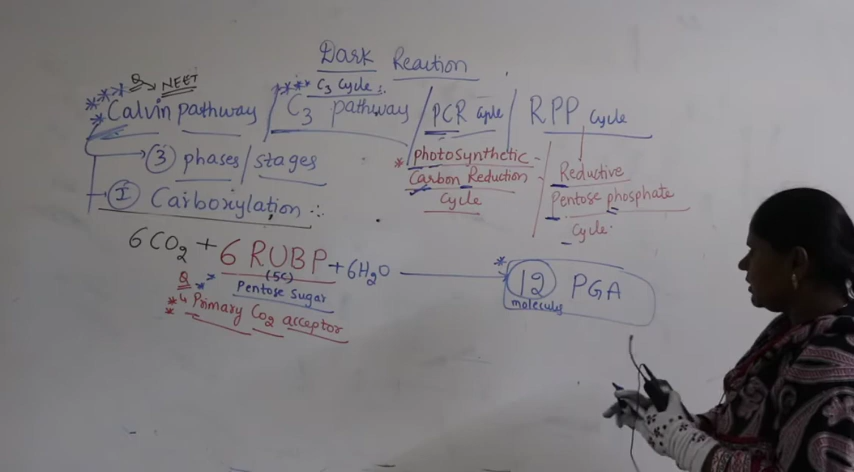 Dark Reaction
Q → NEET
C3 Cycle
Calvin pathway / C3 pathway / PCR Cycle / RPP Cycle
→ 3 phases / stages
Photosynthetic Carbon Reduction Cycle
Reductive Pentose phosphate Cycle
→ I Carboxylation :
6CO2 + 6 RUBP + 6H2O → 12 PGA
(5C)
molecules
Q
Pentose Sugar
Primary Co2 acceptor